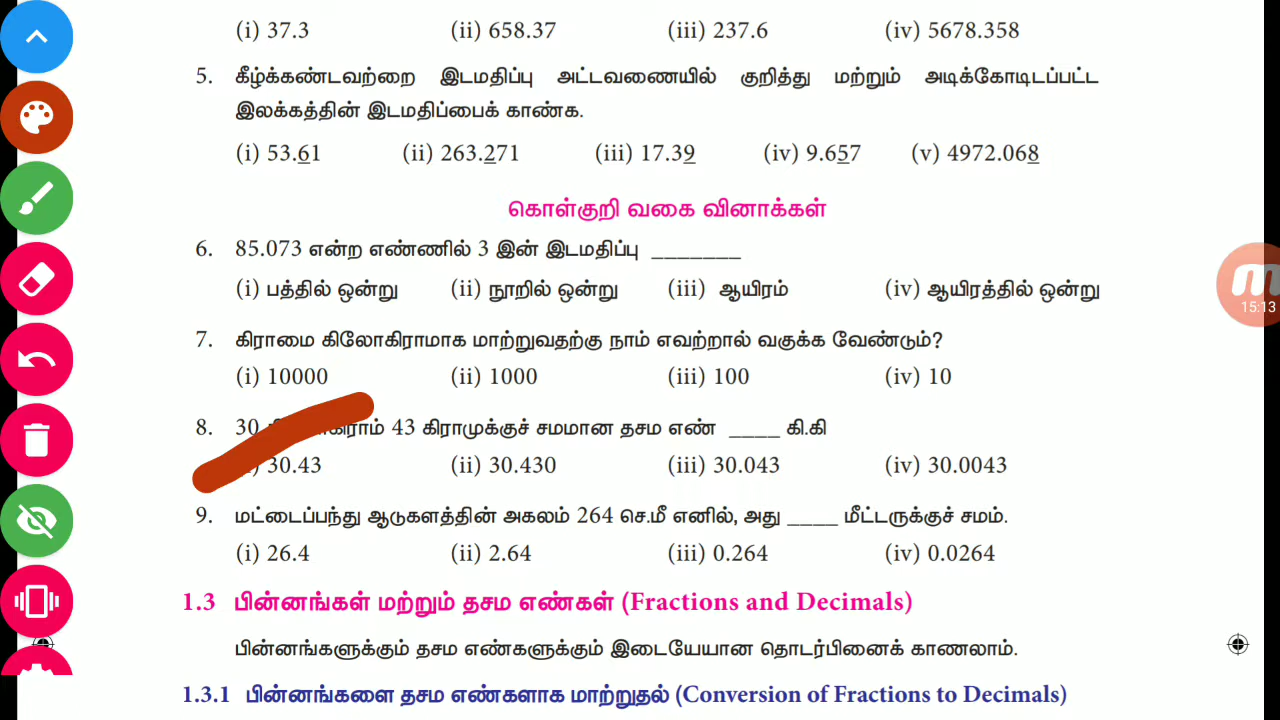 (i) 37.3 (ii) 658.37 (iii) 237.6 (iv) 5678.358
5. கீழ்க்கண்டவற்றை இடமதிப்பு அட்டவணையில் குறித்து மற்றும் அடிக்கோடிடப்பட்ட
இலக்கத்தின் இடமதிப்பைக் காண்க.
(i) 53.61 (ii) 263.271 (iii) 17.39 (iv) 9.657 (v) 4972.068
கொள்குறி வகை வினாக்கள்
6. 85.073 என்ற எண்ணில் 3 இன் இடமதிப்பு _______
(i) பத்தில் ஒன்று (ii) நூறில் ஒன்று (iii) ஆயிரம் (iv) ஆயிரத்தில் ஒன்று
15:13
7. கிராமை கிலோகிராமாக மாற்றுவதற்கு நாம் எவற்றால் வகுக்க வேண்டும்?
(i) 10000 (ii) 1000 (iii) 100 (iv) 10
8. 30 43 கிராமுக்குச் சமமான தசம எண் ____ கி.கி
30.43 (ii) 30.430 (iii) 30.043 (iv) 30.0043
9. மட்டைப்பந்து ஆடுகளத்தின் அகலம் 264 செ.மீ எனில், அது ____ மீட்டருக்குச் சமம்.
(i) 26.4 (ii) 2.64 (iii) 0.264 (iv) 0.0264
1.3 பின்னங்கள் மற்றும் தசம எண்கள் (Fractions and Decimals)
பின்னங்களுக்கும் தசம எண்களுக்கும் இடையேயான தொடர்பினைக் காணலாம்.
1.3.1 பின்னங்களை தசம எண்களாக மாற்றுதல் (Conversion of Fractions to Decimals)